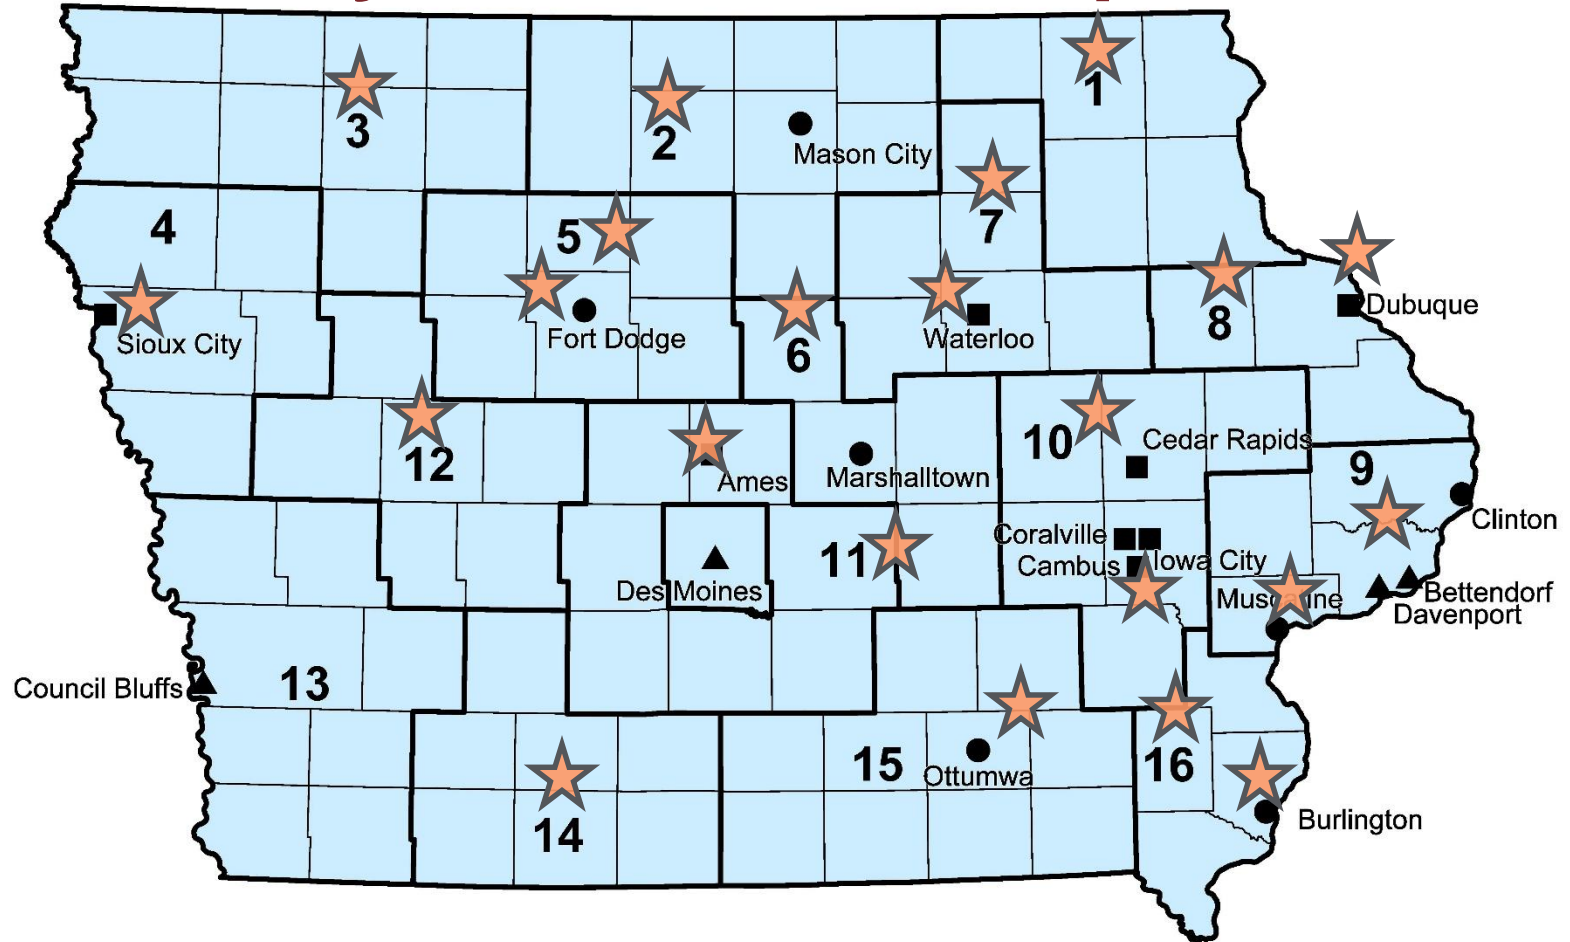 1
3
2
Mason City
4
5
7
Sioux City
Fort Dodge
6
Waterloo
8
Dubuque
12
Ames
Marshalltown
10
Cedar Rapids
9
Clinton
11
Des Moines
Coralville
Cambus
Iowa City
Muscatine
Bettendorf
Davenport
Council Bluffs
13
14
15
Ottumwa
16
Burlington